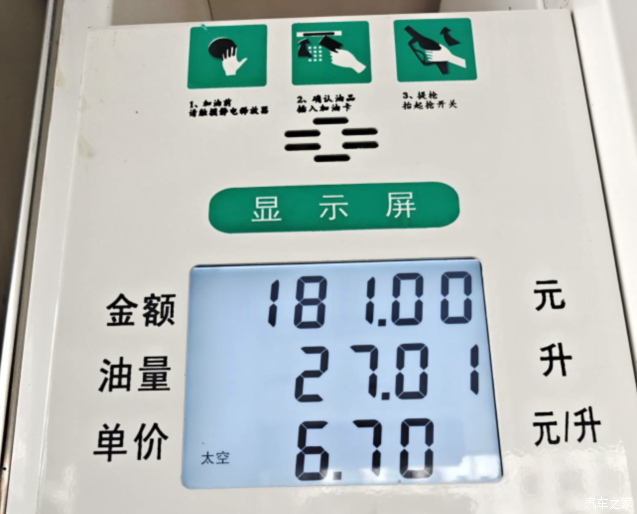 1、加油前
请触摸静电释放器
2、确认油品
插入加油卡
3、提枪
抬起枪开关
显示屏
金额 181.00 元
油量 27.01 升
单价 太空 6.70 元/升
汽车之家